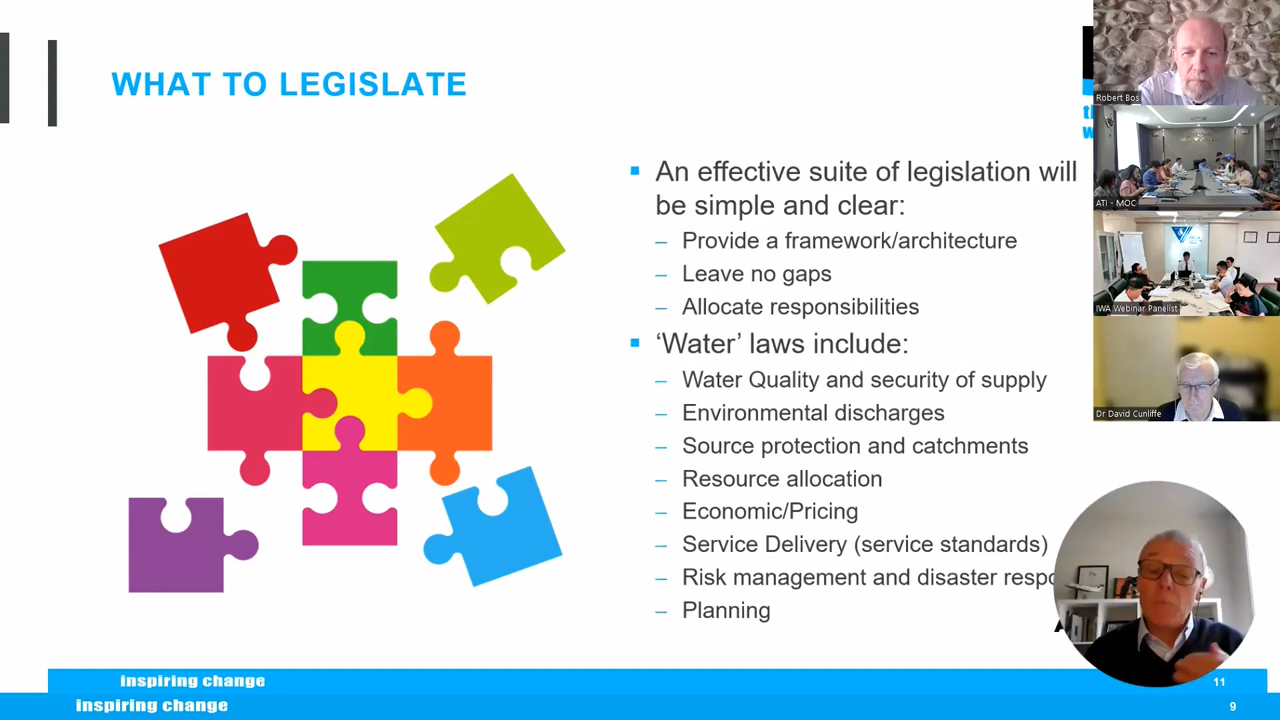 WHAT TO LEGISLATE
An effective suite of legislation will
be simple and clear:
– Provide a framework/architecture
– Leave no gaps
– Allocate responsibilities
‘Water’ laws include:
– Water Quality and security of supply
– Environmental discharges
– Source protection and catchments
– Resource allocation
– Economic/Pricing
– Service Delivery (service standards)
– Risk management and disaster
– Planning
Robert Bos
ATI - MOC
IWA Webinar Panelist
Dr David Cunliffe
inspiring change
11
inspiring change
9